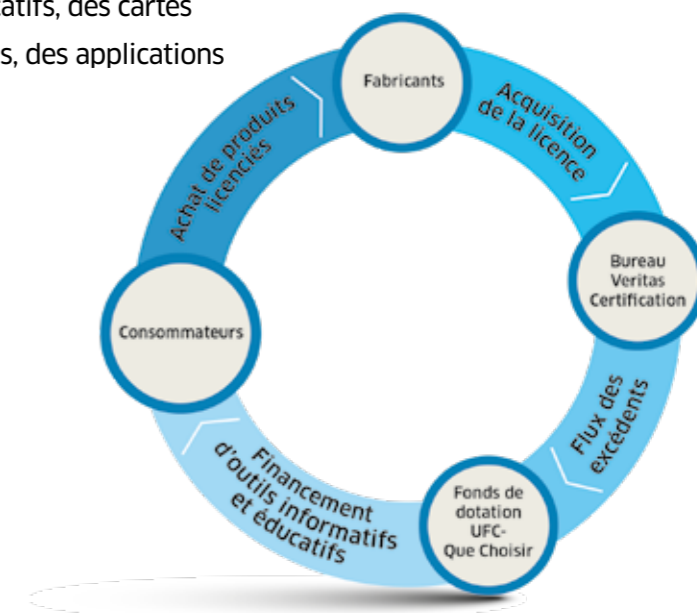 catifs, des cartes
s, des applications
Fabricants
Acquisition
de la licence
Bureau
Veritas
Certification
Flux des
excédents
Fonds de
dotation
UFC-
Que Choisir
Financement
d'outils informatifs
et éducatifs
Consommateurs
Achat de produits
licenciés